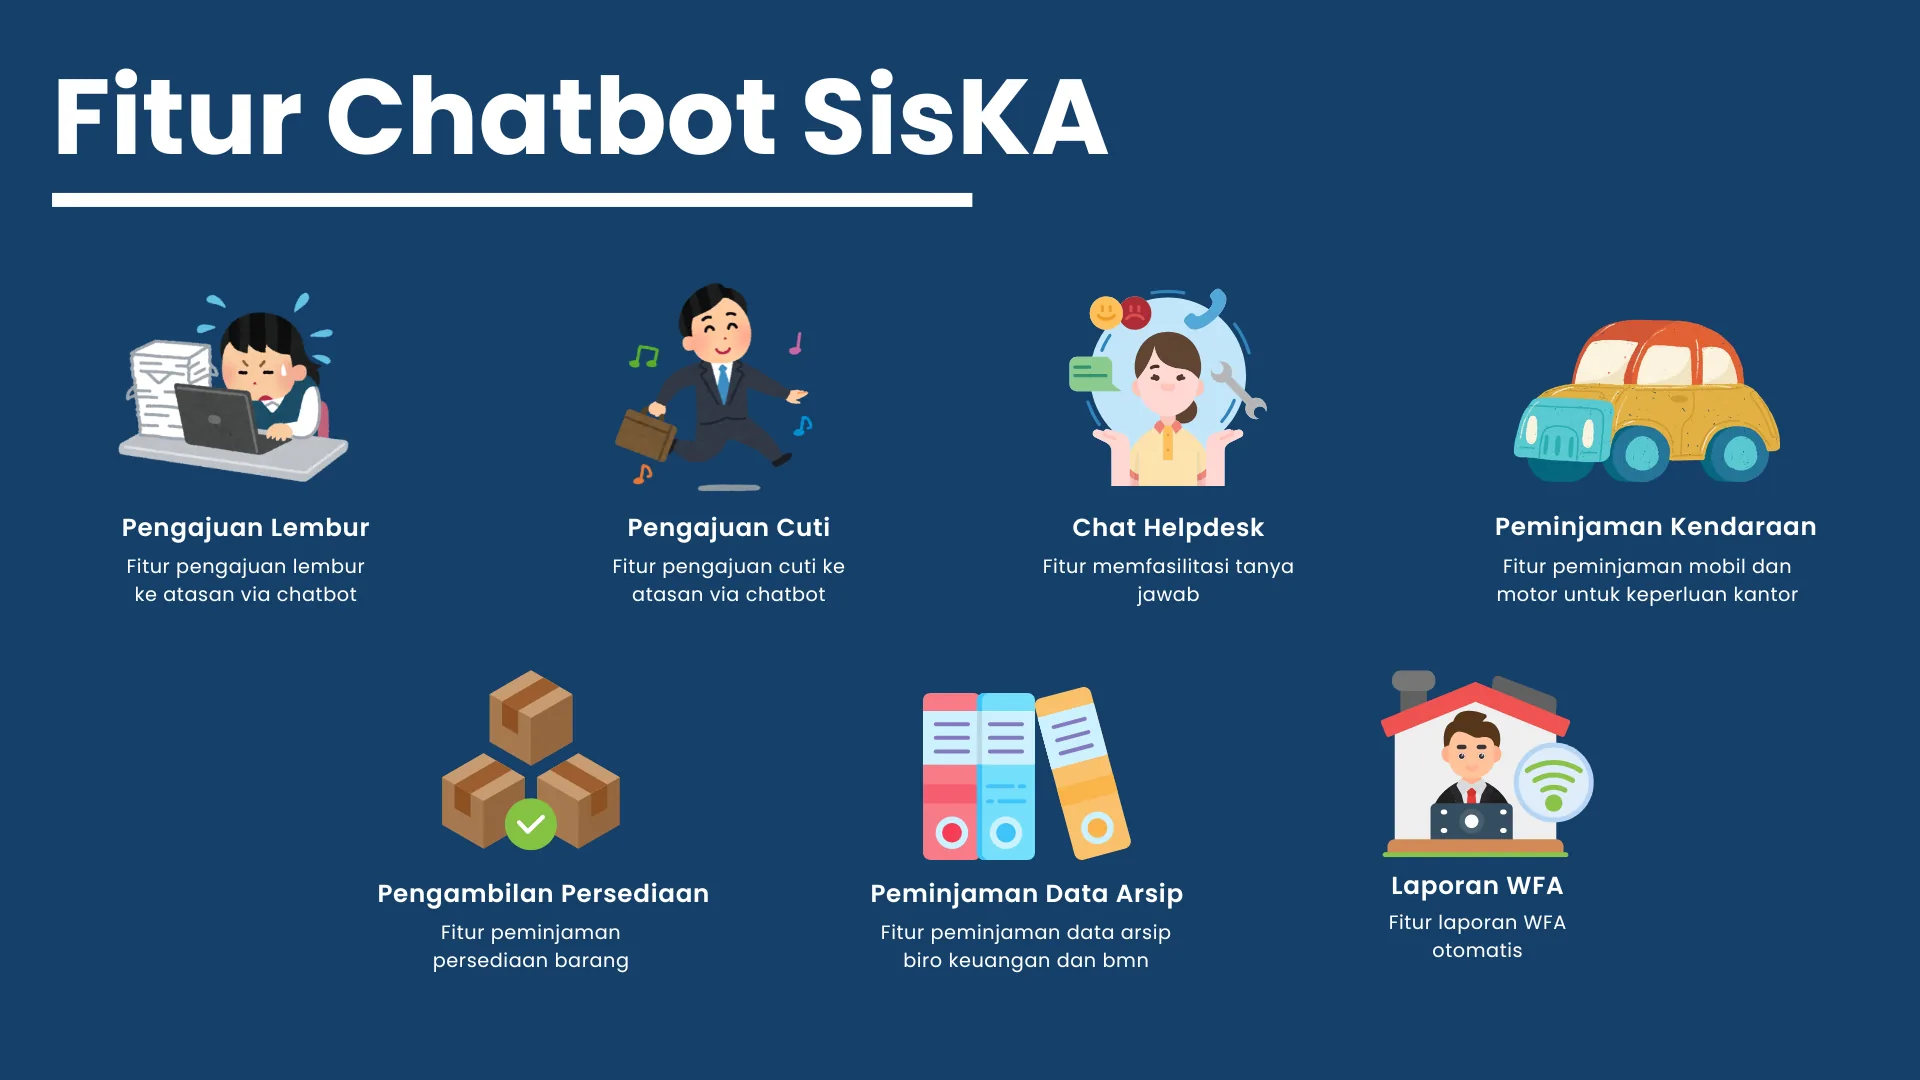 Fitur Chatbot SisKA
Pengajuan Lembur
Fitur pengajuan lembur
ke atasan via chatbot
Pengajuan Cuti
Fitur pengajuan cuti ke
atasan via chatbot
Chat Helpdesk
Fitur memfasilitasi tanya
jawab
Peminjaman Kendaraan
Fitur peminjaman mobil dan
motor untuk keperluan kantor
Pengambilan Persediaan
Fitur peminjaman
persediaan barang
Peminjaman Data Arsip
Fitur peminjaman data arsip
biro keuangan dan bmn
Laporan WFA
Fitur laporan WFA
otomatis